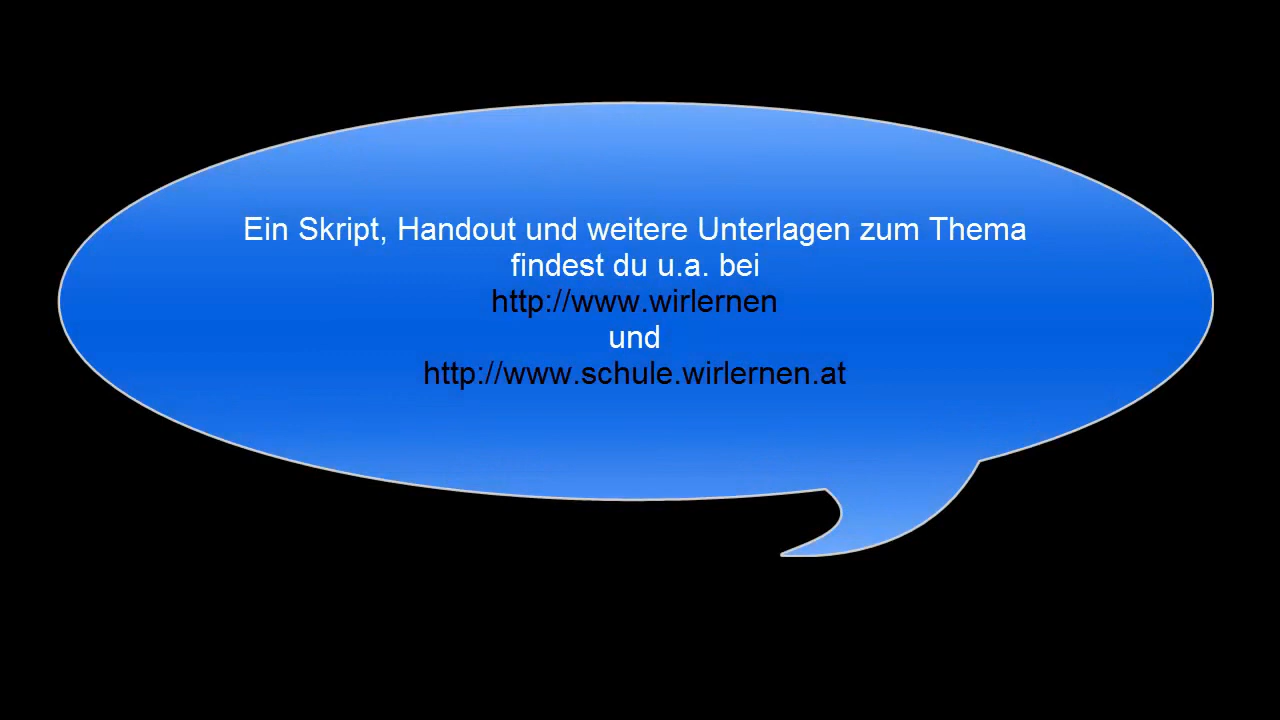 Ein Skript, Handout und weitere Unterlagen zum Thema
findest du u.a. bei
http://www.wirlernen
und
http://www.schule.wirlernen.at